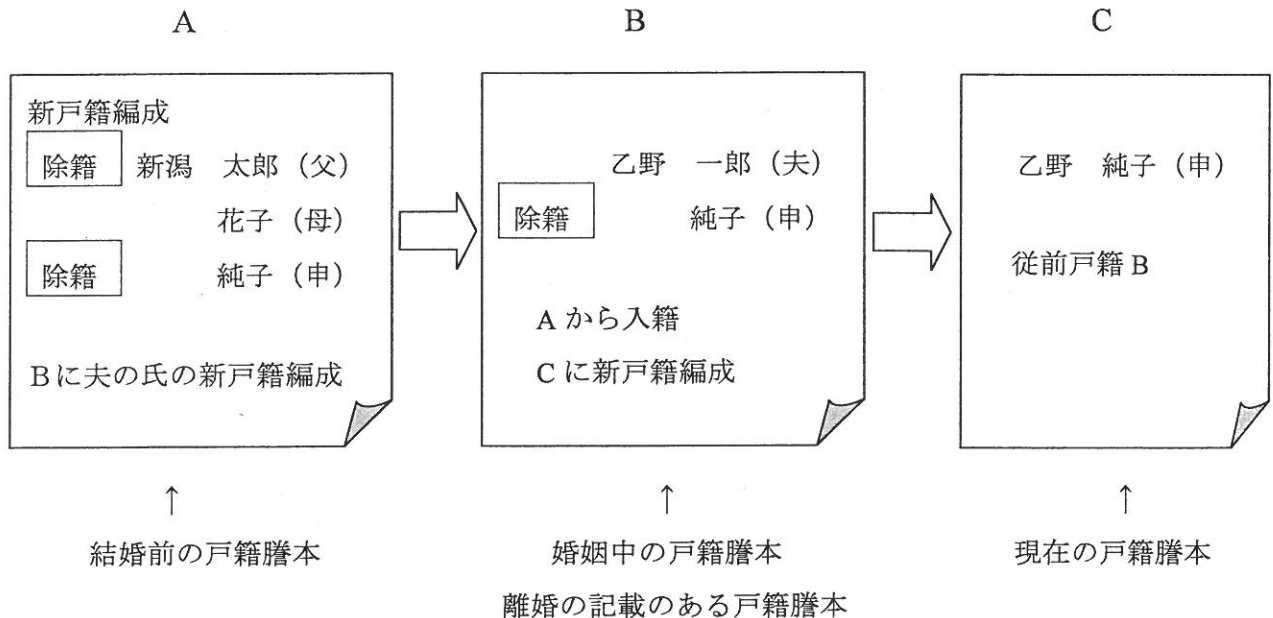 A
新戸籍編成
除籍 新潟 太郎（父）
花子（母）
除籍 純子（申）
Bに夫の氏の新戸籍編成
↑
結婚前の戸籍謄本
B
乙野 一郎（夫）
除籍 純子（申）
Aから入籍
Cに新戸籍編成
↑
婚姻中の戸籍謄本
離婚の記載のある戸籍謄本
C
乙野 純子（申）
従前戸籍B
↑
現在の戸籍謄本